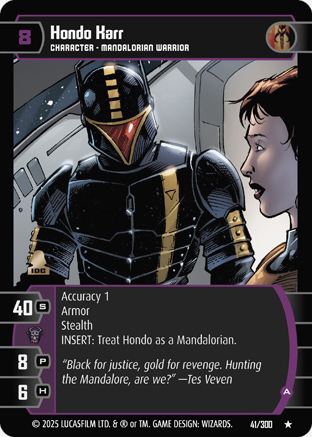 8 Hondo Karr
CHARACTER • MANDALORIAN WARRIOR
IDC
40 S
8 P
6 H
Accuracy 1
Armor
Stealth
INSERT: Treat Hondo as a Mandalorian.
“Black for justice, gold for revenge. Hunting
the Mandalore, are we?” —Tes Veven
A
© 2025 LUCASFILM LTD. & ® or TM. GAME DESIGN: WIZARDS. 41/300 ★